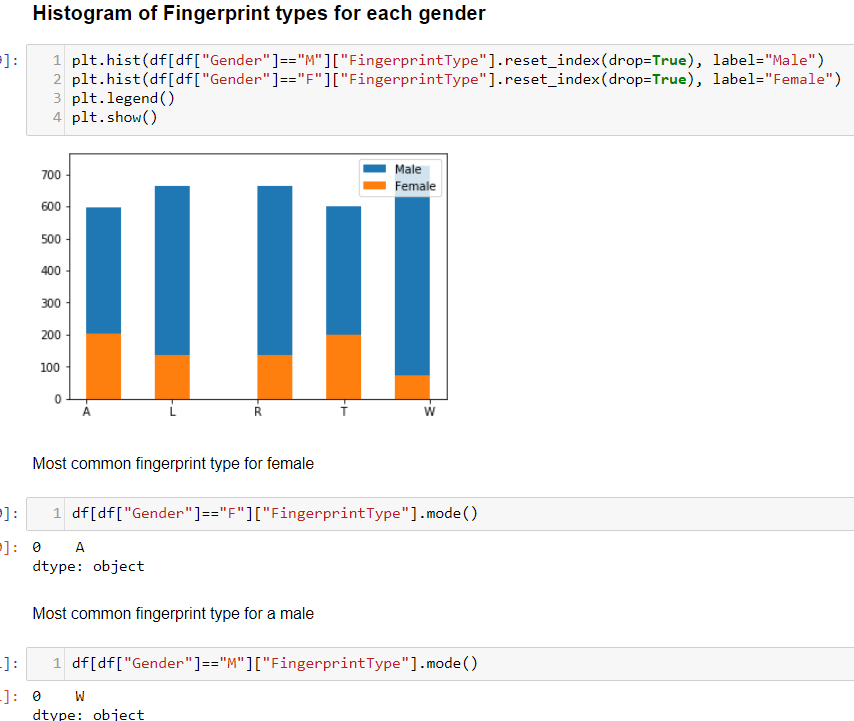 Histogram of Fingerprint types for each gender
]:
1 plt.hist(df[df["Gender"]=="M"]["FingerprintType"].reset_index(drop=True), label="Male")
2 plt.hist(df[df["Gender"]=="F"]["FingerprintType"].reset_index(drop=True), label="Female")
3 plt.legend()
4 plt.show()
Male
Female
700
600
500
400
300
200
100
0
A L R T W
Most common fingerprint type for female
]: 1 df[df["Gender"]=="F"]["FingerprintType"].mode()
]: 0 A
dtype: object
Most common fingerprint type for a male
]: 1 df[df["Gender"]=="M"]["FingerprintType"].mode()
]: 0 W
dtype: object